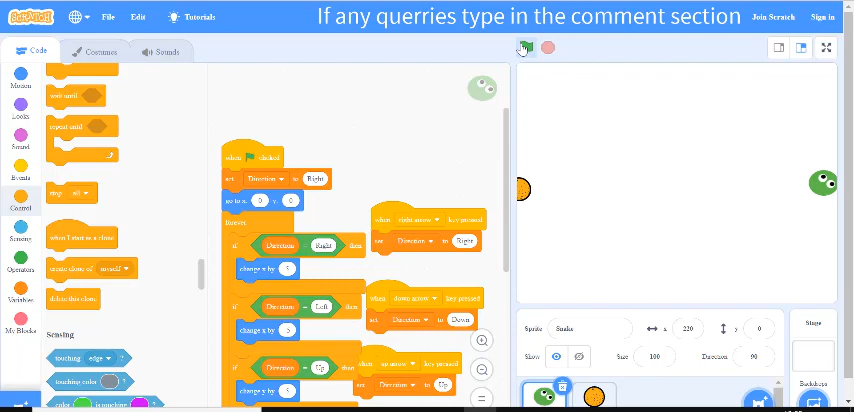 If any querries type in the comment section
SCRATCH
File
Edit
Tutorials
Join Scratch
Sign in
Code
Costumes
Sounds
Motion
Looks
Sound
Events
Control
Sensing
Operators
Variables
My Blocks
wait until
repeat until
stop all
when I start as a clone
create clone of myself
delete this clone
Sensing
touching edge ?
touching color ?
color is touching ?
when clicked
set Direction to Right
go to x: 0 y: 0
forever
if Direction = Right then
change x by 5
if Direction = Left then
change x by 5
if Direction = Up then
change x by 5
when right arrow key pressed
set Direction to Right
when down arrow key pressed
set Direction to Down
when up arrow key pressed
set Direction to Up
Sprite Snake x 220 y 0
Show Size 100 Direction 90
Stage
Backdrops